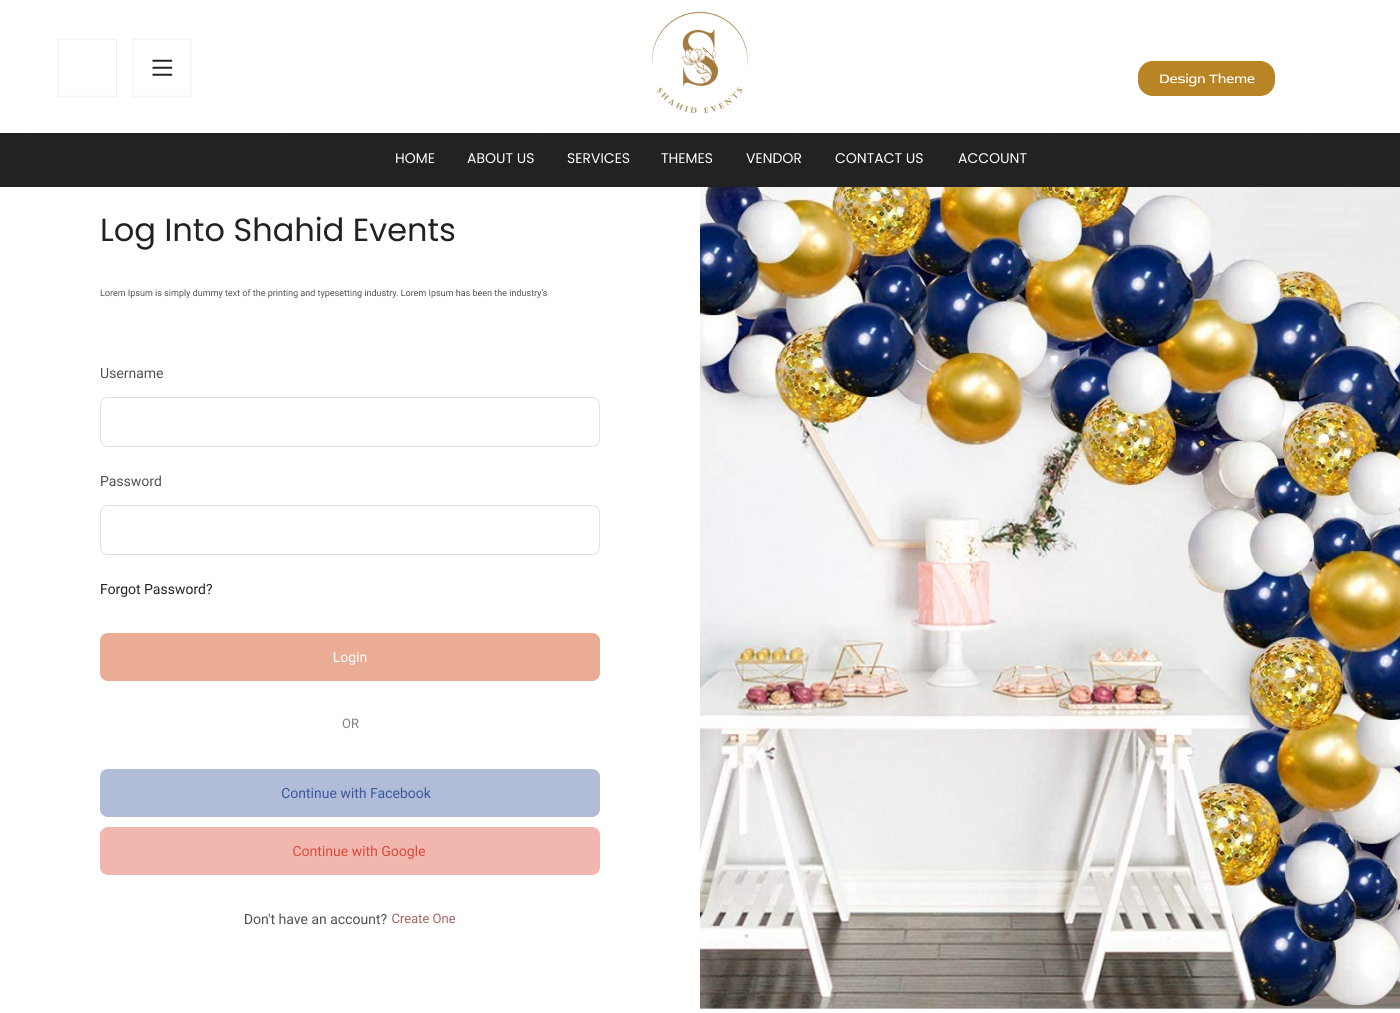 S
SHAHID EVENTS
Design Theme
HOME ABOUT US SERVICES THEMES VENDOR CONTACT US ACCOUNT
Log Into Shahid Events
Lorem Ipsum is simply dummy text of the printing and typesetting industry. Lorem Ipsum has been the industry's
Username
Password
Forgot Password?
Login
OR
Continue with Facebook
Continue with Google
Don't have an account? Create One